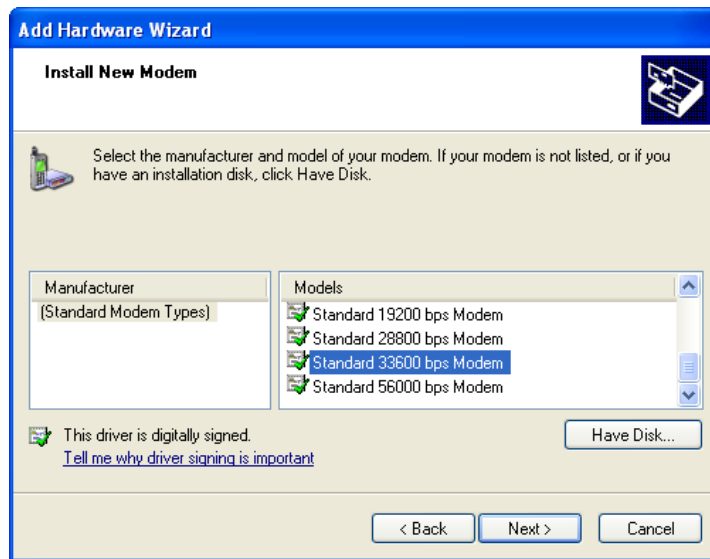 Add Hardware Wizard
Install New Modem
Select the manufacturer and model of your modem. If your modem is not listed, or if you
have an installation disk, click Have Disk.
Manufacturer
(Standard Modem Types)
Models
Standard 19200 bps Modem
Standard 28800 bps Modem
Standard 33600 bps Modem
Standard 56000 bps Modem
This driver is digitally signed.
Tell me why driver signing is important
Have Disk...
< Back
Next >
Cancel